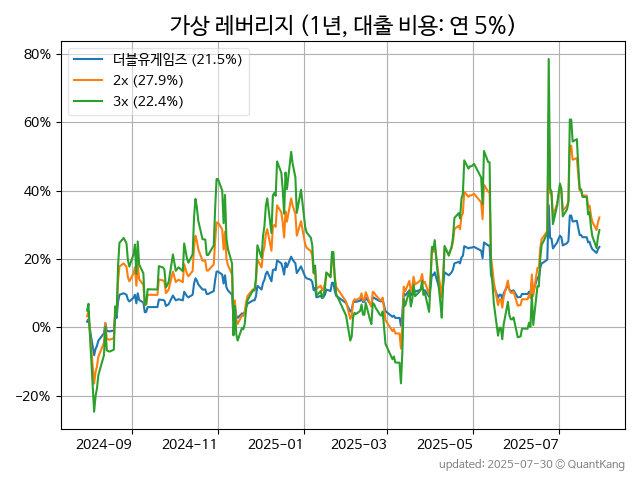 가상 레버리지 (1년, 대출 비용: 연 5%)
80%
60%
40%
20%
0%
−20%
더블유게임즈 (21.5%)
2x (27.9%)
3x (22.4%)
2024-09
2024-11
2025-01
2025-03
2025-05
2025-07
updated: 2025-07-30 © QuantKang